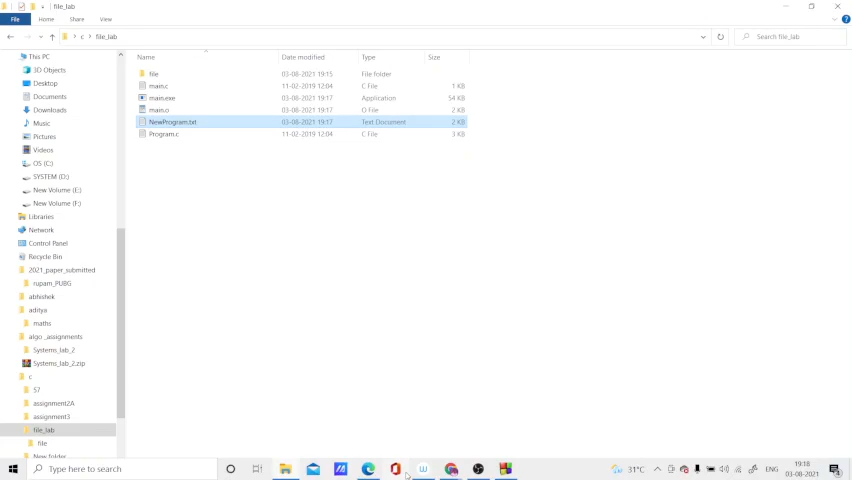 file_lab
File Home Share View
c file_lab Search file_lab
Name Date modified Type Size
This PC
3D Objects
Desktop
Documents
Downloads
Music
Pictures
Videos
OS (C:)
SYSTEM (D:)
New Volume (E:)
New Volume (F:)
Libraries
Network
Control Panel
Recycle Bin
2021_paper_submitted
rupam_PUBG
abhishek
aditya
maths
algo _assignments
Systems_lab_2
Systems_lab_2.zip
c
57
assignment2A
assignment3
file_lab
file
New folder
file 03-08-2021 19:15 File folder
main.c 11-02-2019 12:04 C File 1 KB
main.exe 03-08-2021 19:17 Application 54 KB
main.o 03-08-2021 19:17 O File 2 KB
NewProgram.txt 03-08-2021 19:17 Text Document 2 KB
Program.c 11-02-2019 12:04 C File 3 KB
Type here to search
31°C
ENG
19:18
03-08-2021